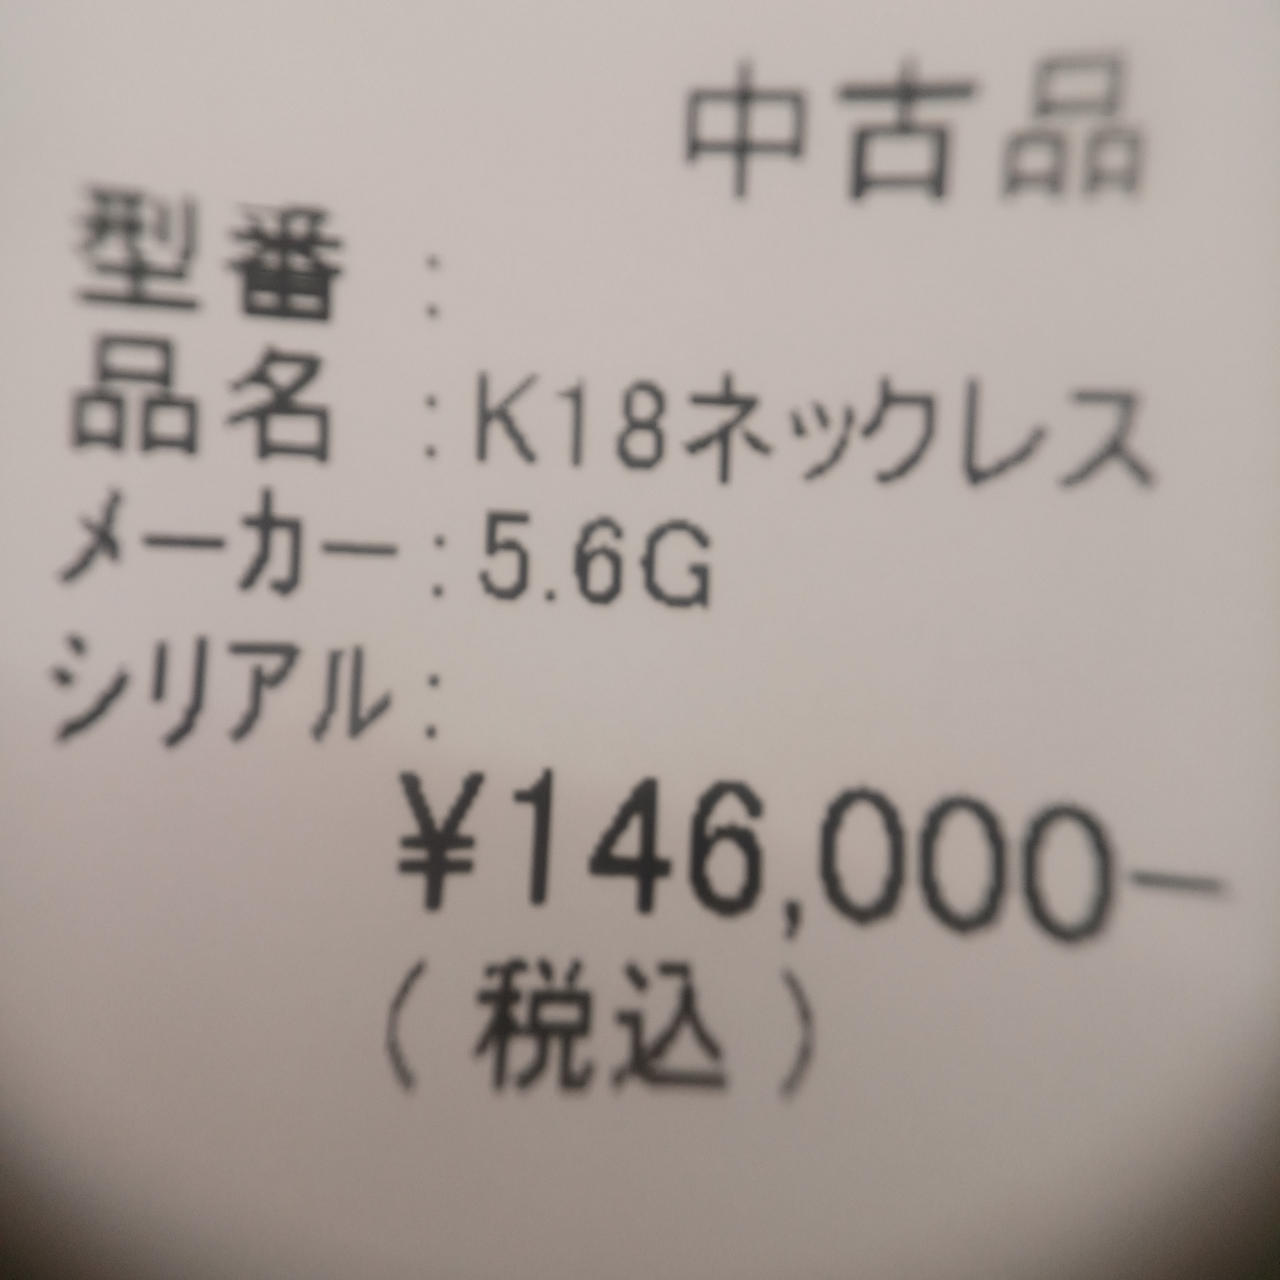 中古品
型番 :
品名 : K18ネックレス
メーカー : 5.6G
シリアル :
¥146,000−
(税込)